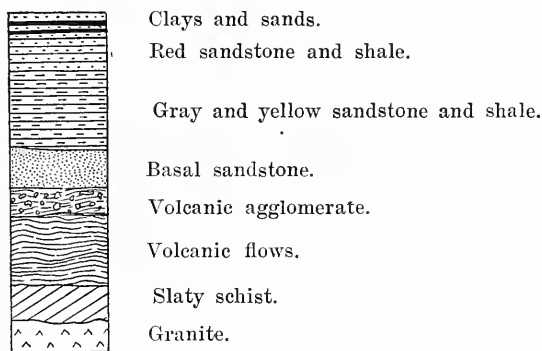 Clays and sands.
Red sandstone and shale.
Gray and yellow sandstone and shale.
Basal sandstone.
Volcanic agglomerate.
Volcanic flows.
Slaty schist.
Granite.